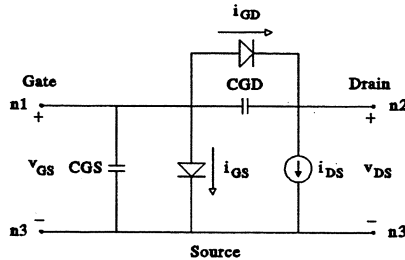 iGD
Gate
CGD
Drain
n1
n2
+
+
vGS
CGS
iGS
iDS
vDS
−
−
n3
n3
Source